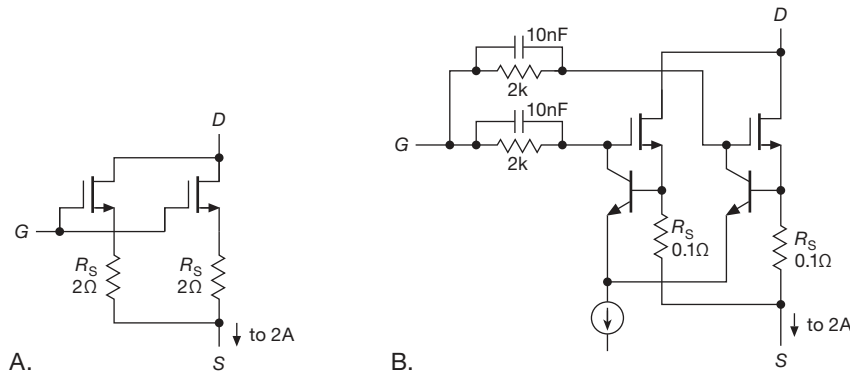 D
G
R_S
2Ω
R_S
2Ω
to 2A
S
A.
D
10nF
2k
10nF
G
2k
R_S
0.1Ω
R_S
0.1Ω
to 2A
S
B.